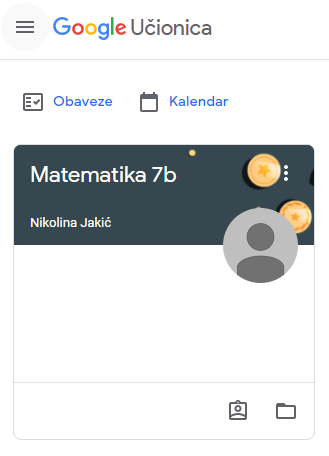 Google Učionica
Obaveze Kalendar
Matematika 7b
Nikolina Jakić